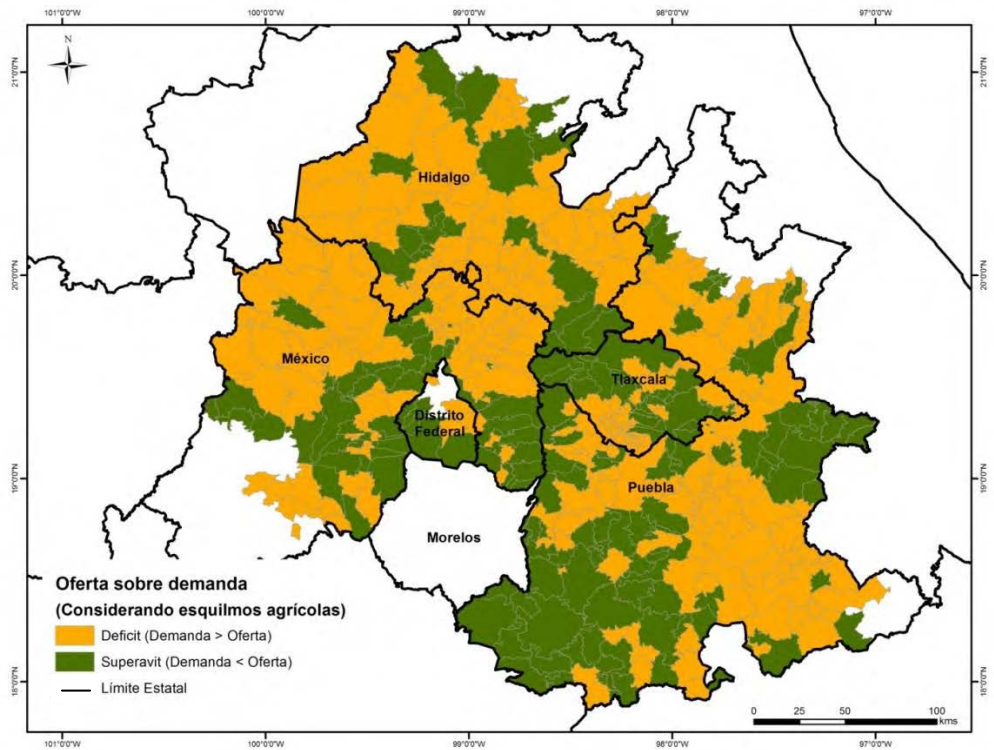 101°0'0"W 100°0'0"W 99°0'0"W 98°0'0"W 97°0'0"W
N
21°0'0"N 21°0'0"N
Hidalgo
20°0'0"N 20°0'0"N
México
Tlaxcala
Distrito
Federal
19°0'0"N 19°0'0"N
Puebla
Morelos
Oferta sobre demanda
(Considerando esquilmos agrícolas)
Deficit (Demanda > Oferta)
Superavit (Demanda < Oferta)
Límite Estatal
18°0'0"N 18°0'0"N
0 25 50 100
kms
101°0'0"W 100°0'0"W 99°0'0"W 98°0'0"W 97°0'0"W